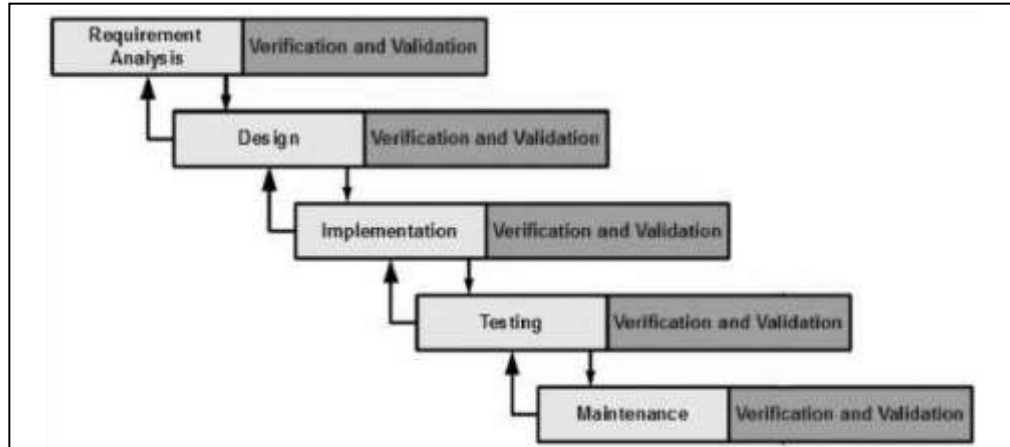 Requirement
Analysis
Verification and Validation
Design
Verification and Validation
Implementation
Verification and Validation
Testing
Verification and Validation
Maintenance
Verification and Validation